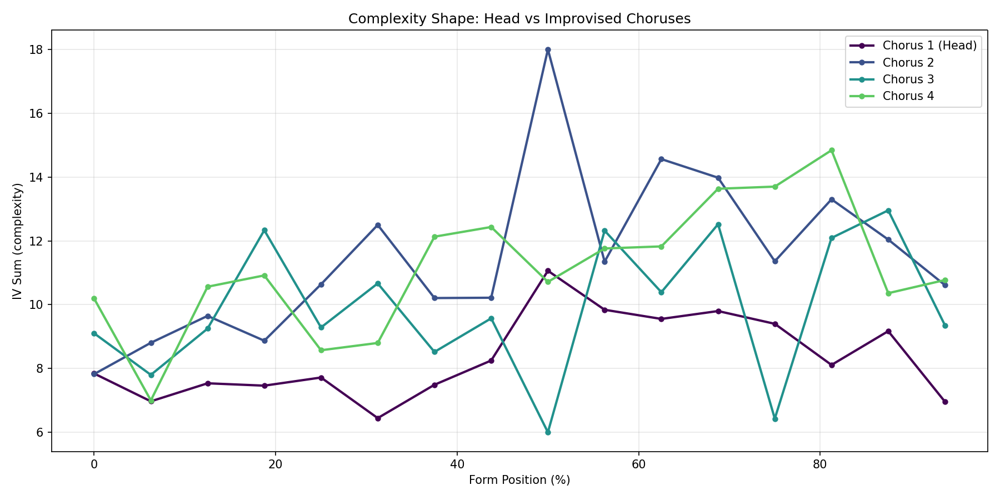 Complexity Shape: Head vs Improvised Choruses
Chorus 1 (Head)
Chorus 2
Chorus 3
Chorus 4
IV Sum (complexity)
18
16
14
12
10
8
6
0 20 40 60 80
Form Position (%)